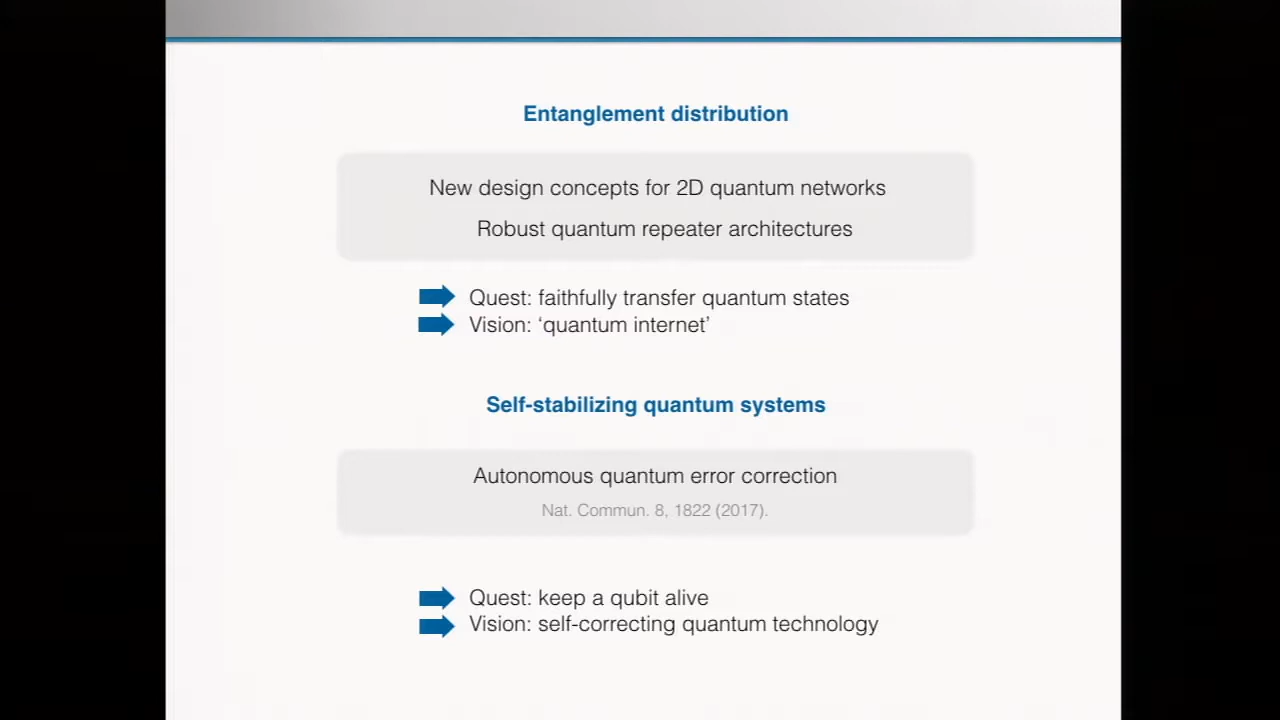 Entanglement distribution
New design concepts for 2D quantum networks
Robust quantum repeater architectures
Quest: faithfully transfer quantum states
Vision: ‘quantum internet’
Self-stabilizing quantum systems
Autonomous quantum error correction
Nat. Commun. 8, 1822 (2017).
Quest: keep a qubit alive
Vision: self-correcting quantum technology